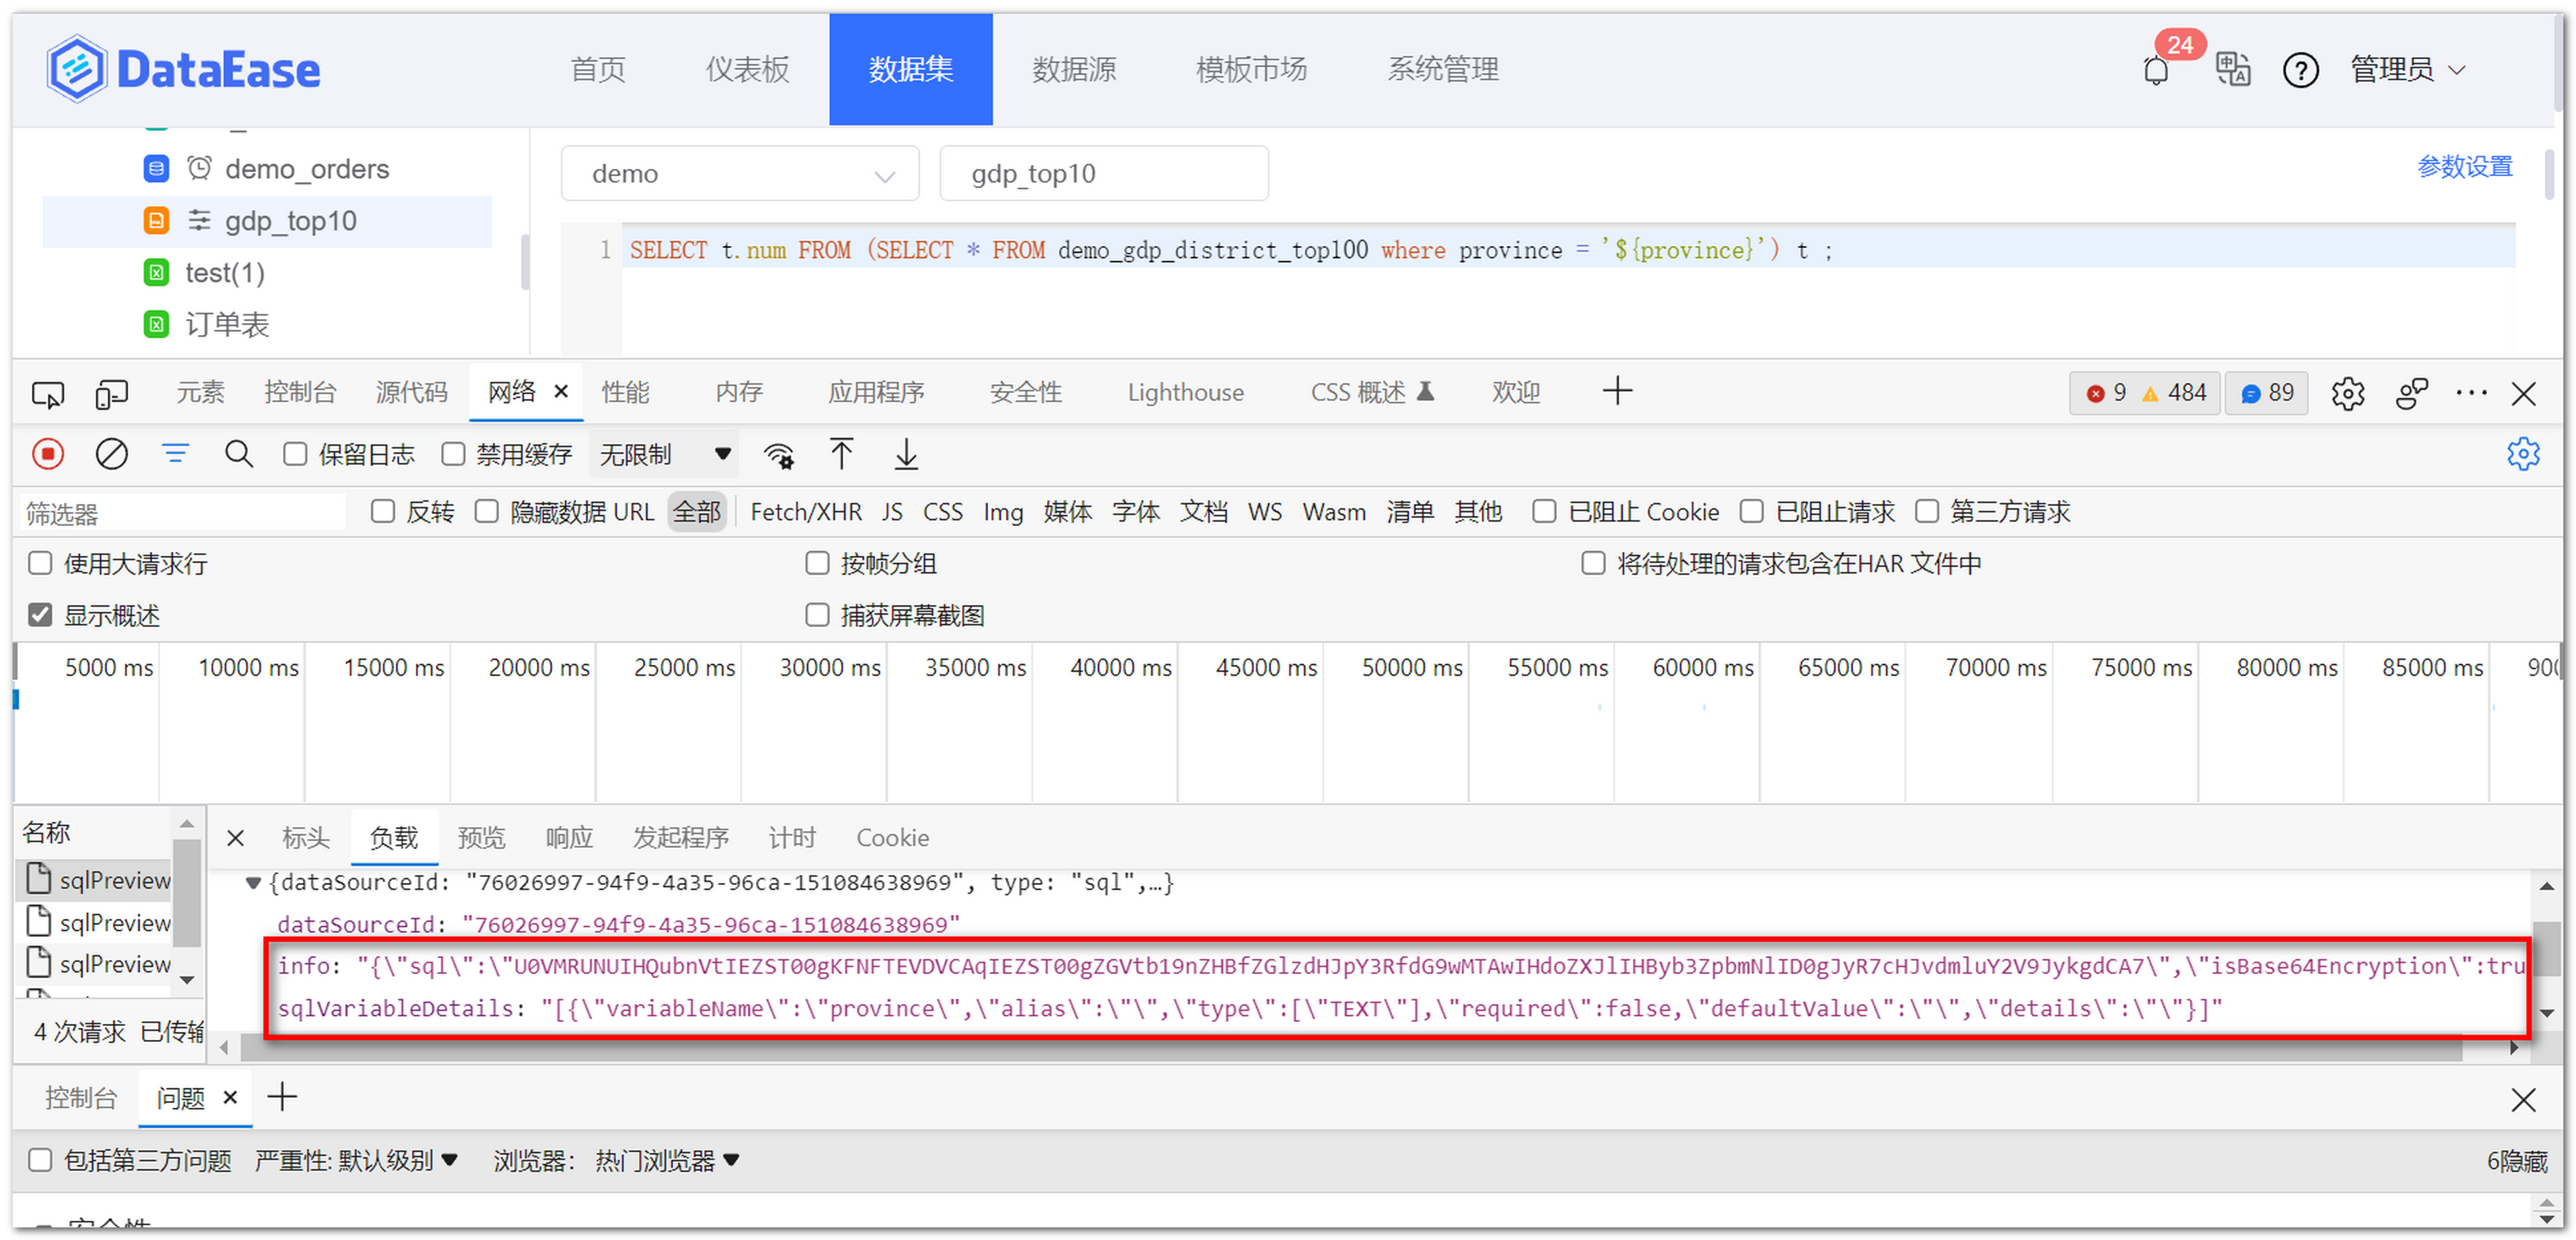 DataEase 首页 仪表板 数据集 数据源 模板市场 系统管理 24 管理员
demo_orders
gdp_top10
test(1)
订单表
demo gdp_top10 参数设置
1 SELECT t.num FROM (SELECT * FROM demo_gdp_district_top100 where province = '${province}') t ;
元素 控制台 源代码 网络 性能 内存 应用程序 安全性 Lighthouse CSS 概述 欢迎 9 484 89
保留日志 禁用缓存 无限制
筛选器 反转 隐藏数据 URL 全部 Fetch/XHR JS CSS Img 媒体 字体 文档 WS Wasm 清单 其他 已阻止 Cookie 已阻止请求 第三方请求
使用大请求行 按帧分组 将待处理的请求包含在HAR 文件中
显示概述 捕获屏幕截图
5000 ms 10000 ms 15000 ms 20000 ms 25000 ms 30000 ms 35000 ms 40000 ms 45000 ms 50000 ms 55000 ms 60000 ms 65000 ms 70000 ms 75000 ms 80000 ms 85000 ms 900
名称
sqlPreview
sqlPreview
sqlPreview
4 次请求 已传输
标头 负载 预览 响应 发起程序 计时 Cookie
{dataSourceId: "76026997-94f9-4a35-96ca-151084638969", type: "sql",…}
dataSourceId: "76026997-94f9-4a35-96ca-151084638969"
info: "{\"sql\":\"U0VMRUNUIHQubnVtIEZST00gKFNFTEVDVCAqIEZST00gZGVtb19nZHBfZGlzdHJpY3RfdG9wMTAwIHdoZXJlIHByb3ZpbmNlID0gJyR7cHJvdmluY2V9JykgdCA7\",\"isBase64Encryption\":tru
sqlVariableDetails: "[{\"variableName\":\"province\",\"alias\":\"\",\"type\":[\"TEXT\"],\"required\":false,\"defaultValue\":\"\",\"details\":\"\"}]"
控制台 问题
包括第三方问题 严重性: 默认级别 浏览器: 热门浏览器 6隐藏
安全性